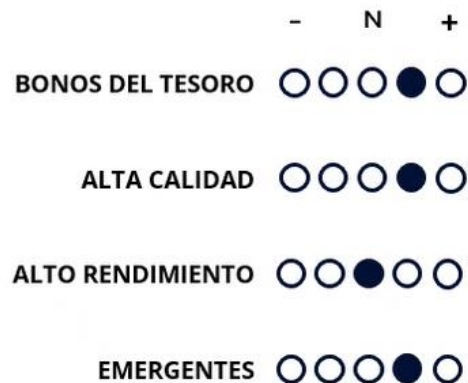 - N +
BONOS DEL TESORO
ALTA CALIDAD
ALTO RENDIMIENTO
EMERGENTES